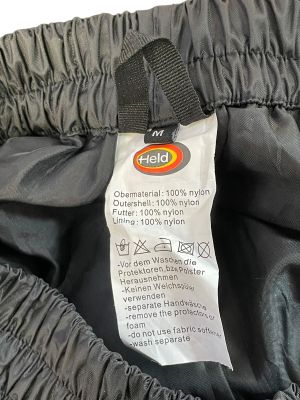 M
Held
Obermaterial: 100% nylon
Outershell: 100% nylon
Futter: 100% nylon
Lining: 100% nylon
-Vor dem Waschen die
Protektoren, bzw. Polster
Herausnehmen
-Keinen Weichspüler
verwenden
-separate Handwäsche
-remove the protectors or
foam
-do not use fabric softener
-wash separate